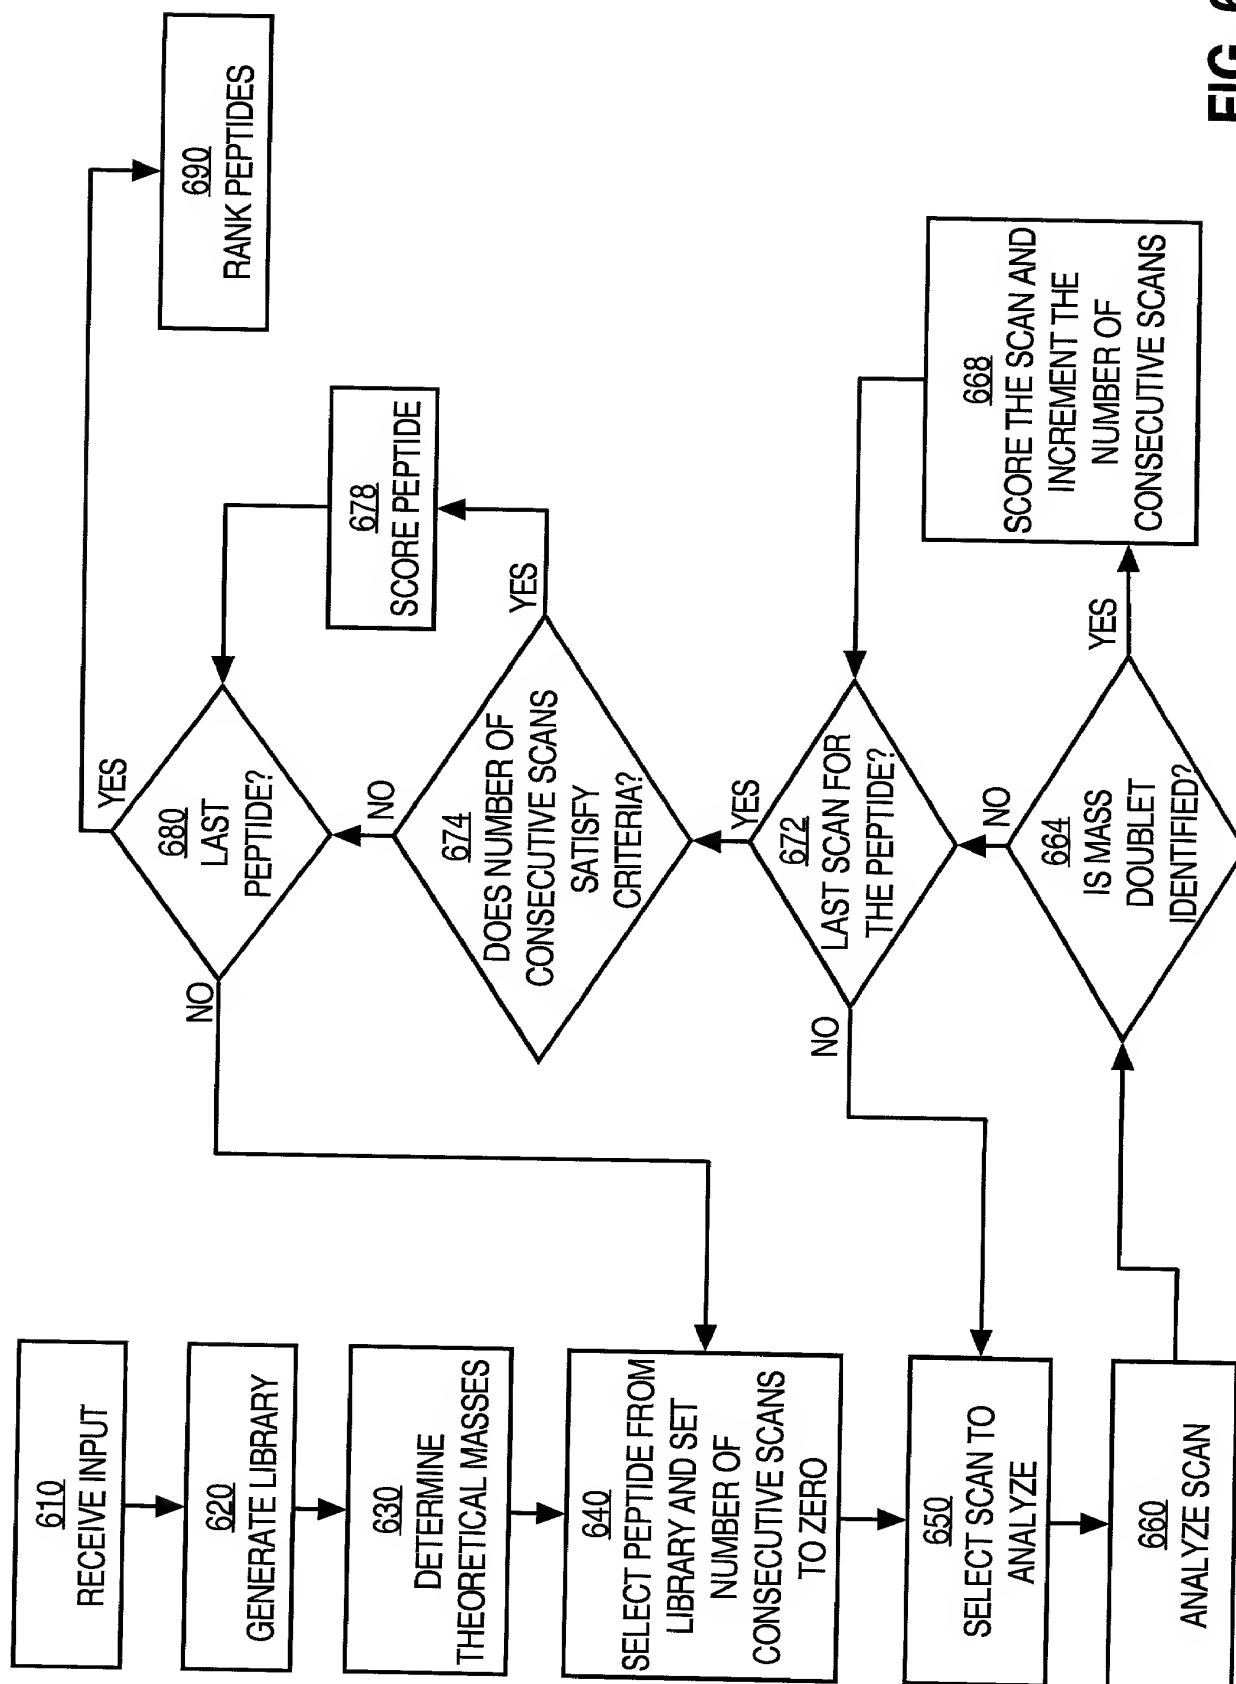 610
RECEIVE INPUT
620
GENERATE LIBRARY
630
DETERMINE
THEORETICAL MASSES
640
SELECT PEPTIDE FROM
LIBRARY AND SET
NUMBER OF
CONSECUTIVE SCANS
TO ZERO
650
SELECT SCAN TO
ANALYZE
660
ANALYZE SCAN
664
IS MASS
DOUBLET
IDENTIFIED?
YES
NO
668
SCORE THE SCAN AND
INCREMENT THE
NUMBER OF
CONSECUTIVE SCANS
672
LAST SCAN FOR
THE PEPTIDE?
NO
YES
674
DOES NUMBER OF
CONSECUTIVE SCANS
SATISFY
CRITERIA?
YES
NO
678
SCORE PEPTIDE
680
LAST
PEPTIDE?
NO
YES
690
RANK PEPTIDES
FIG.